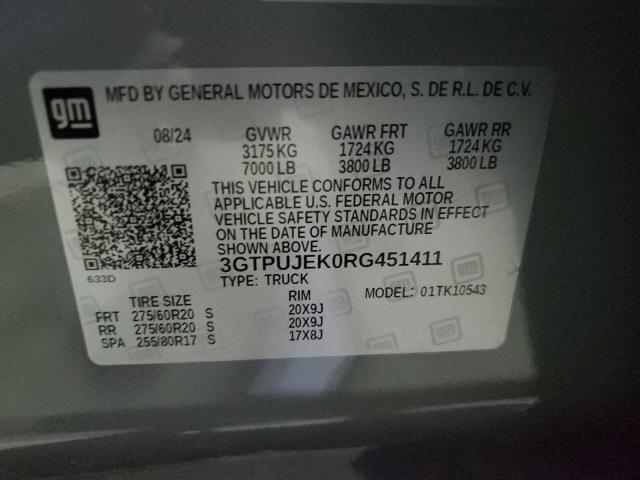 gm
MFD BY GENERAL MOTORS DE MEXICO, S. DE R.L. DE C.V.
08/24 GVWR GAWR FRT GAWR RR
3175 KG 1724 KG 1724 KG
7000 LB 3800 LB 3800 LB
THIS VEHICLE CONFORMS TO ALL
APPLICABLE U.S. FEDERAL MOTOR
VEHICLE SAFETY STANDARDS IN EFFECT
ON THE DATE OF MANUFACTURE
SHOWN ABOVE.
633D
3GTPUJEK0RG451411
TYPE: TRUCK MODEL: 01TK10543
TIRE SIZE RIM
FRT 275/60R20 S 20X9J
RR 275/60R20 S 20X9J
SPA 255/80R17 S 17X8J